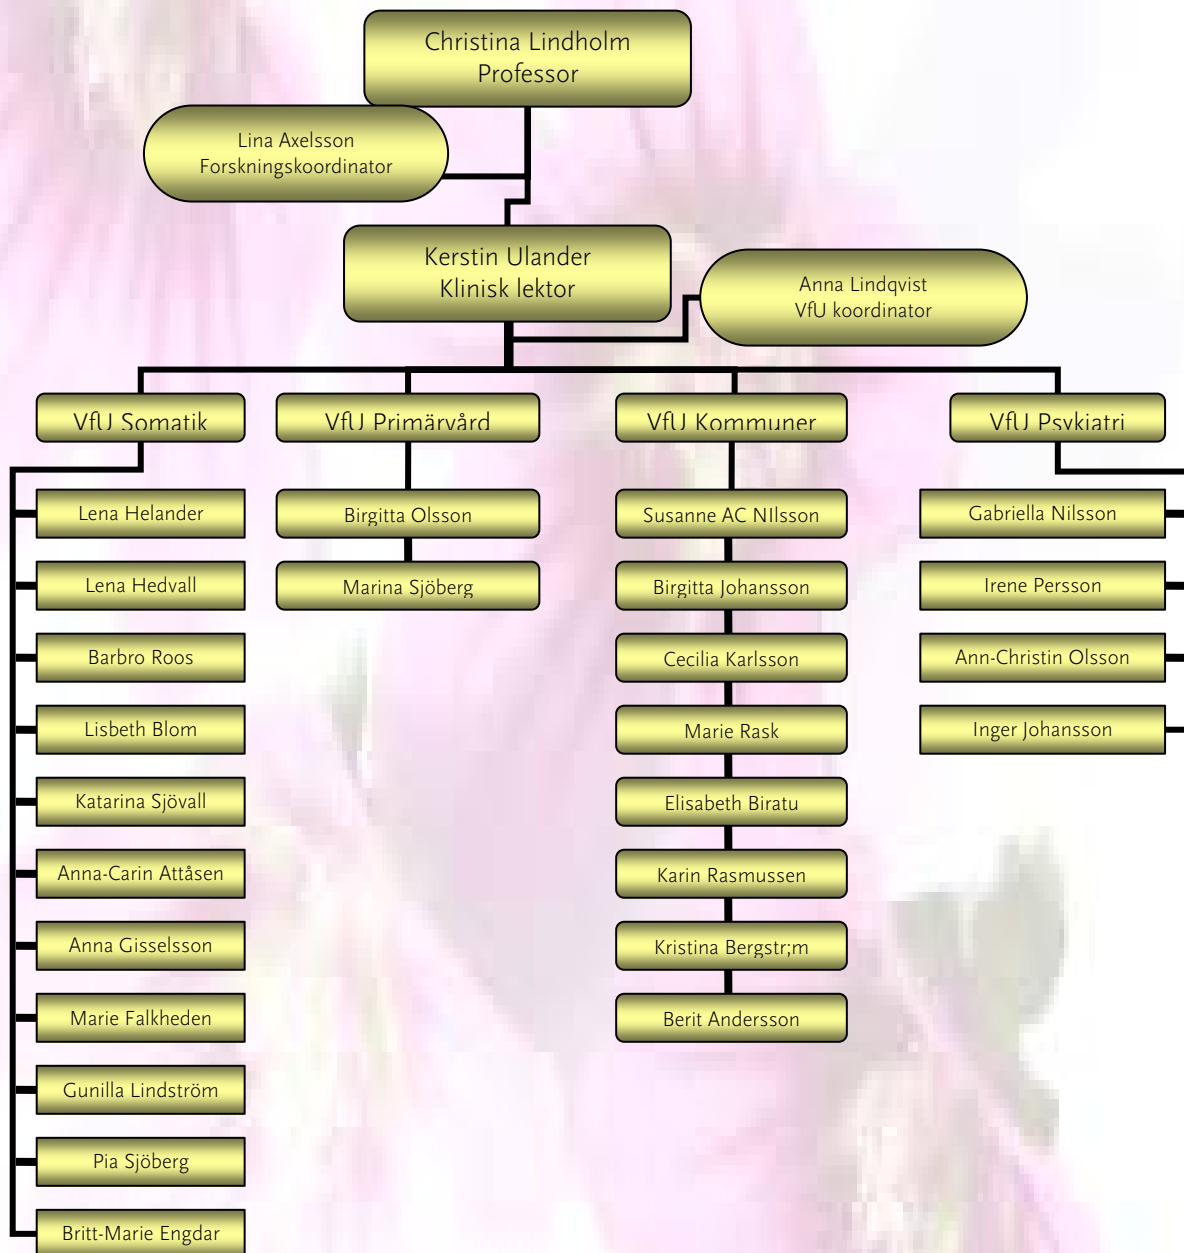 Christina Lindholm
Professor
Lina Axelsson
Forskningskoordinator
Kerstin Ulander
Klinisk lektor
Anna Lindqvist
VfU koordinator
VfU Somatik
VfU Primärvård
VfU Kommuner
VfU Psykiatri
Lena Helander
Lena Hedvall
Barbro Roos
Lisbeth Blom
Katarina Sjövall
Anna-Carin Attåsen
Anna Gisselsson
Marie Falkheden
Gunilla Lindström
Pia Sjöberg
Britt-Marie Engdar
Birgitta Olsson
Marina Sjöberg
Susanne AC NIlsson
Birgitta Johansson
Cecilia Karlsson
Marie Rask
Elisabeth Biratu
Karin Rasmussen
Kristina Bergstr;m
Berit Andersson
Gabriella Nilsson
Irene Persson
Ann-Christin Olsson
Inger Johansson